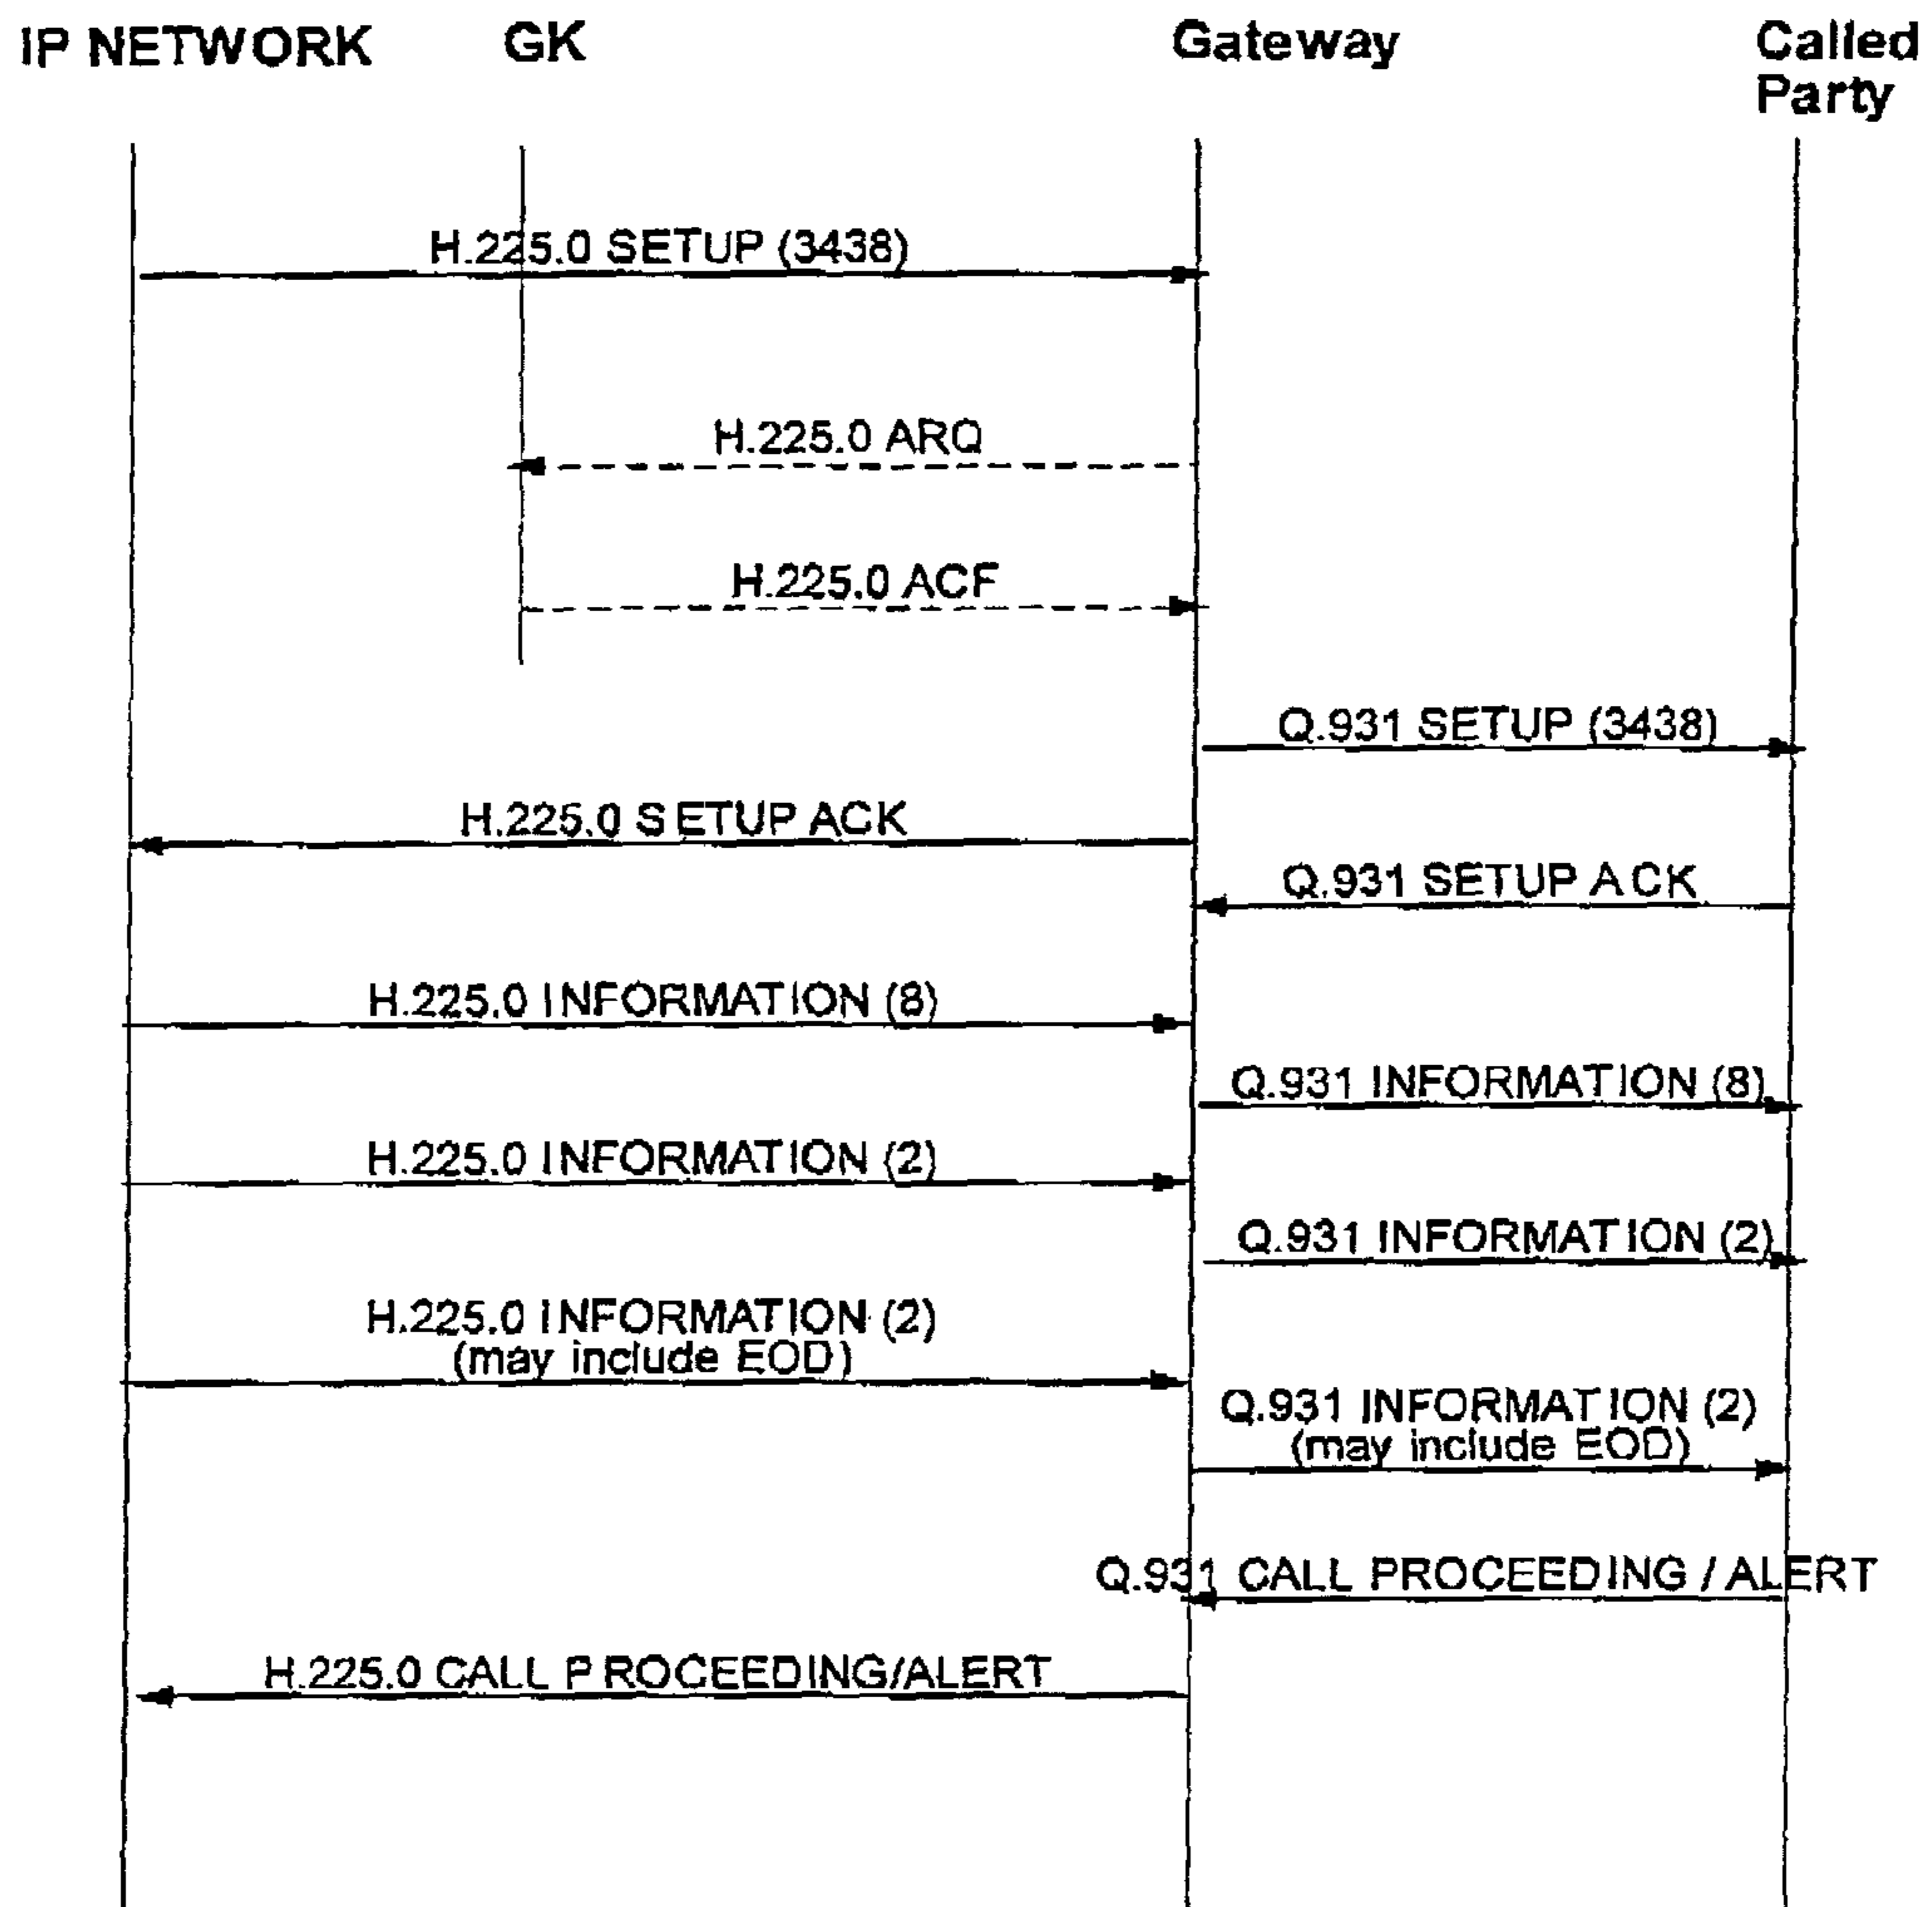 IP NETWORK
GK
Gateway
Called
Party
H.225.0 SETUP (3438)
H.225.0 ARQ
H.225.0 ACF
Q.931 SETUP (3438)
H.225.0 SETUP ACK
Q.931 SETUP ACK
H.225.0 INFORMATION (8)
Q.931 INFORMATION (8)
H.225.0 INFORMATION (2)
Q.931 INFORMATION (2)
H.225.0 INFORMATION (2)
(may include EOD)
Q.931 INFORMATION (2)
(may include EOD)
Q.931 CALL PROCEEDING / ALERT
H.225.0 CALL PROCEEDING/ALERT